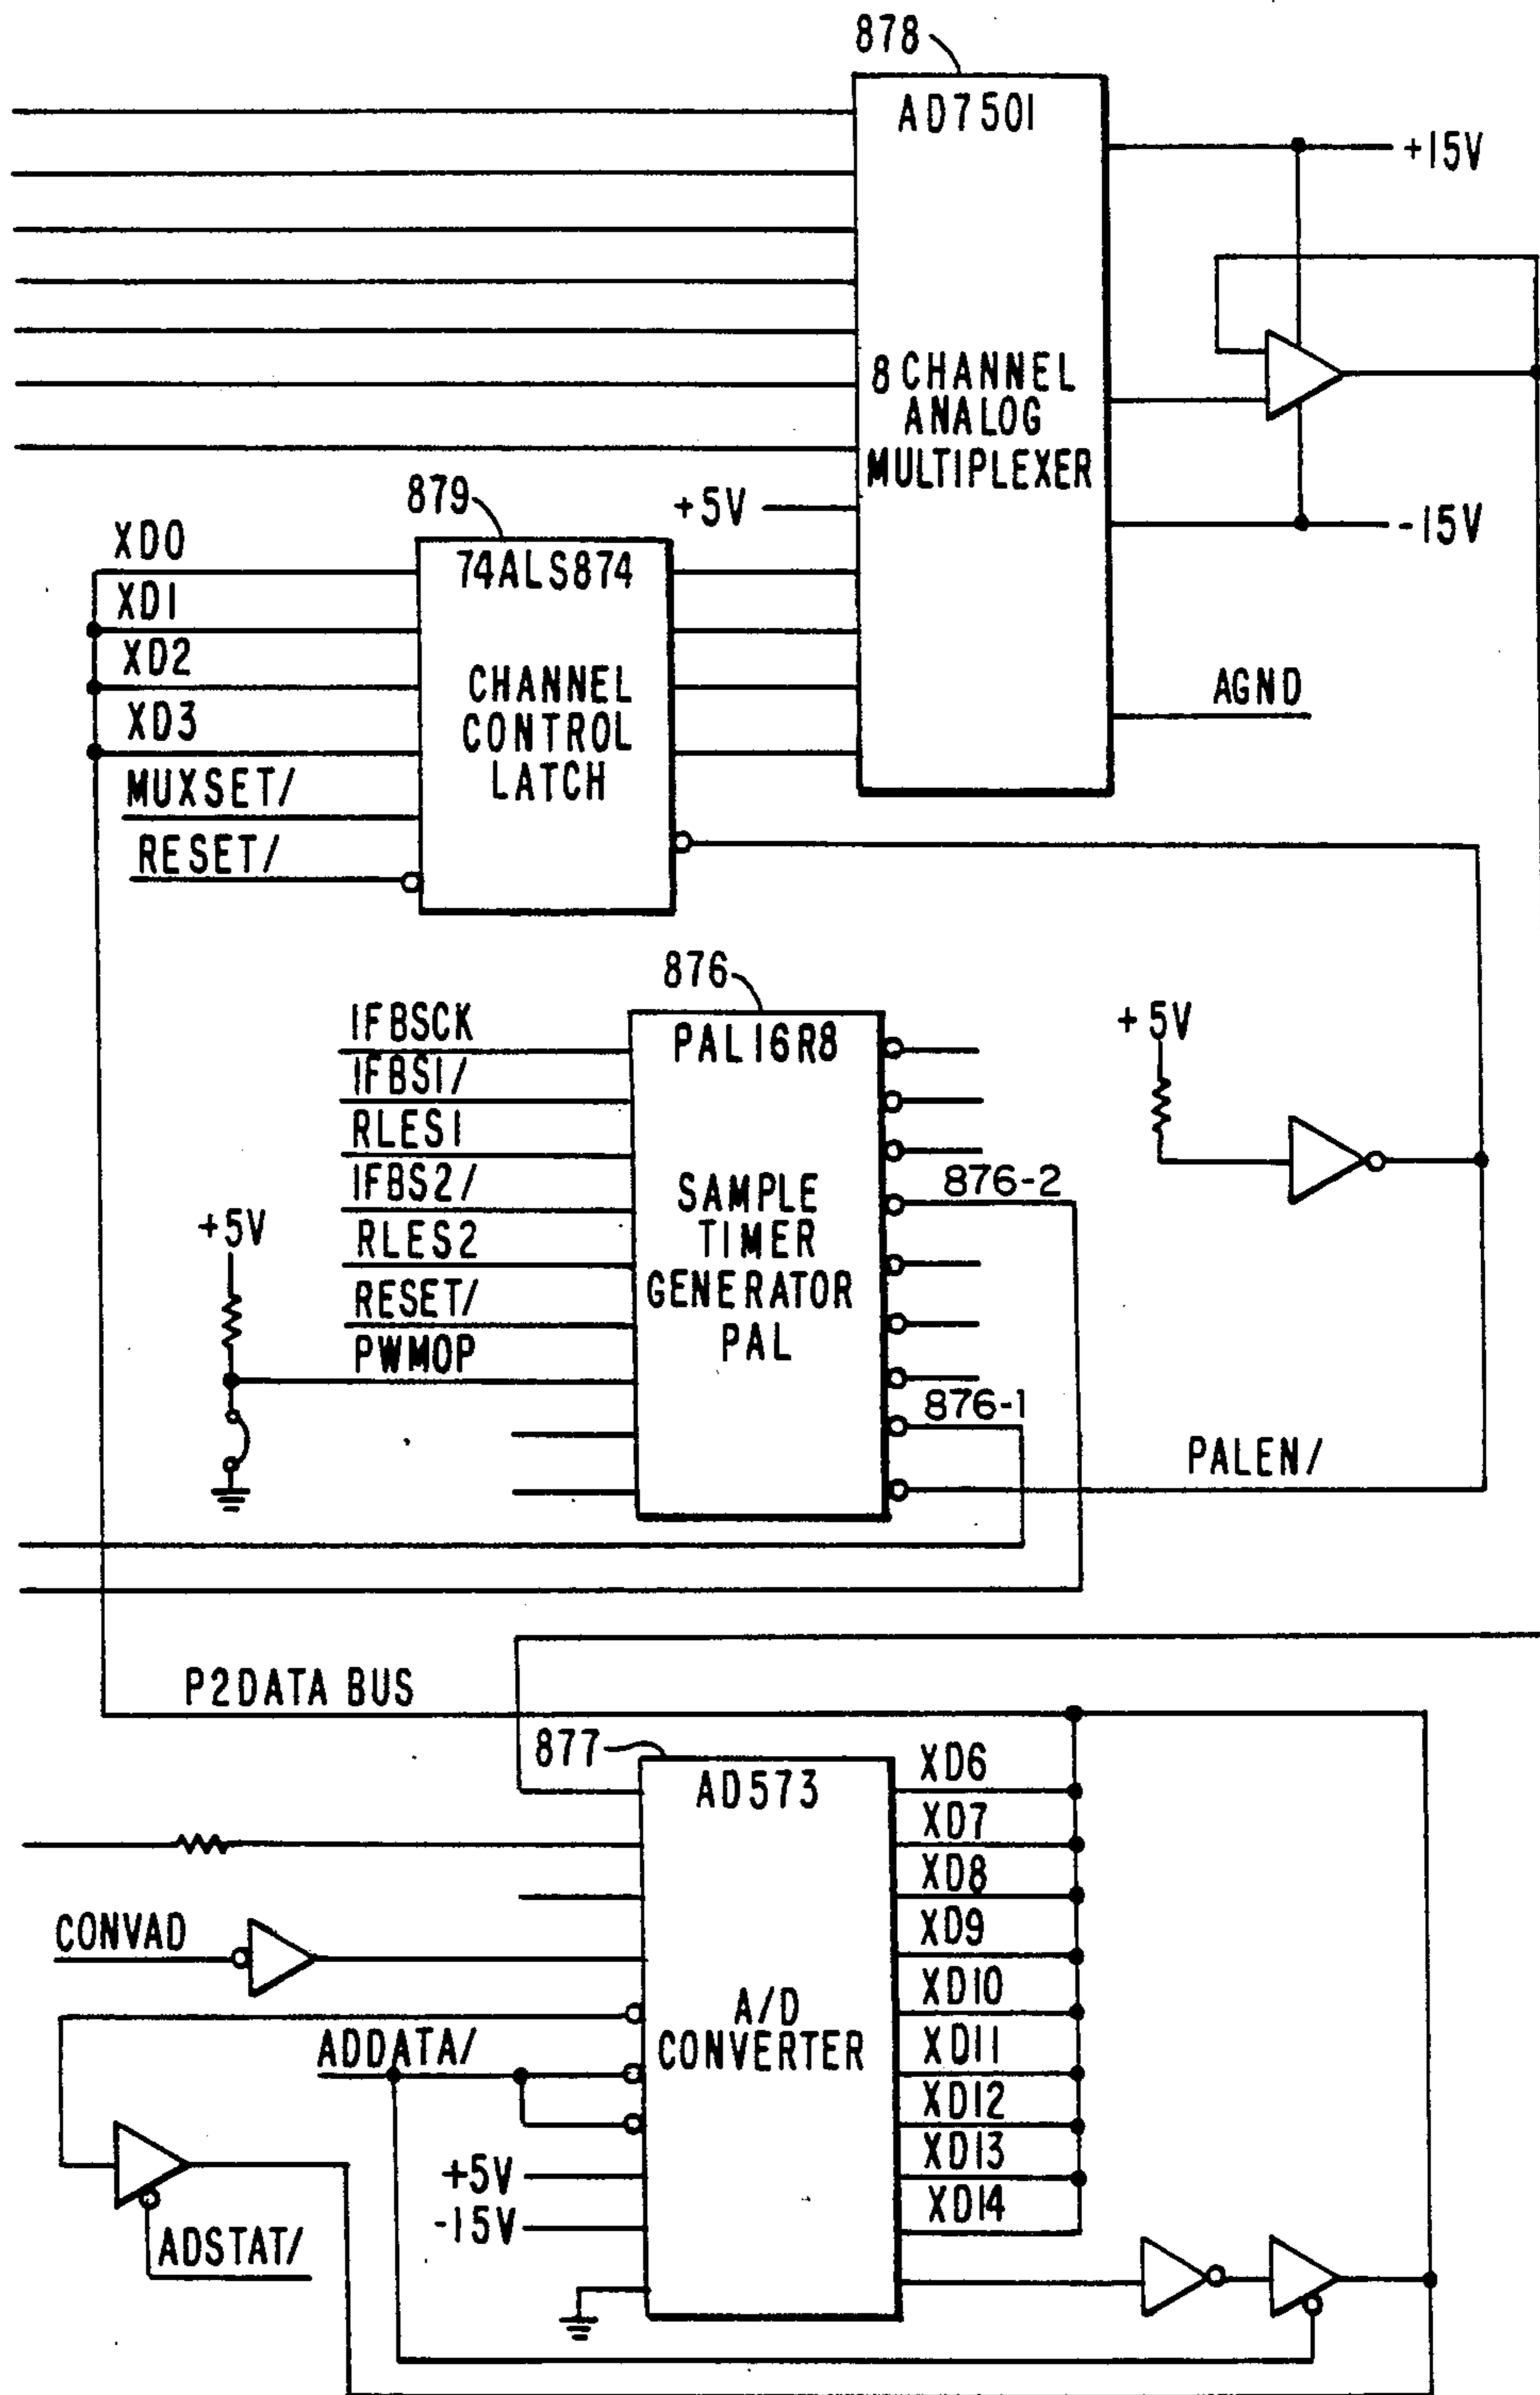 878
AD7501
+15V
8 CHANNEL
ANALOG
MULTIPLEXER
879
+5V
-15V
XD0
74ALS874
XD1
XD2
CHANNEL
CONTROL
LATCH
AGND
XD3
MUXSET/
RESET/
876
IFBSCK
PAL16R8
+5V
IFBS1/
RLES1
IFBS2/
SAMPLE
TIMER
GENERATOR
PAL
876-2
+5V
RLES2
RESET/
PWMOP
876-1
PALEN/
P2DATA BUS
877
AD573
XD6
XD7
XD8
CONVAD
XD9
XD10
A/D
CONVERTER
ADDATA/
XD11
XD12
XD13
+5V
XD14
-15V
ADSTAT/